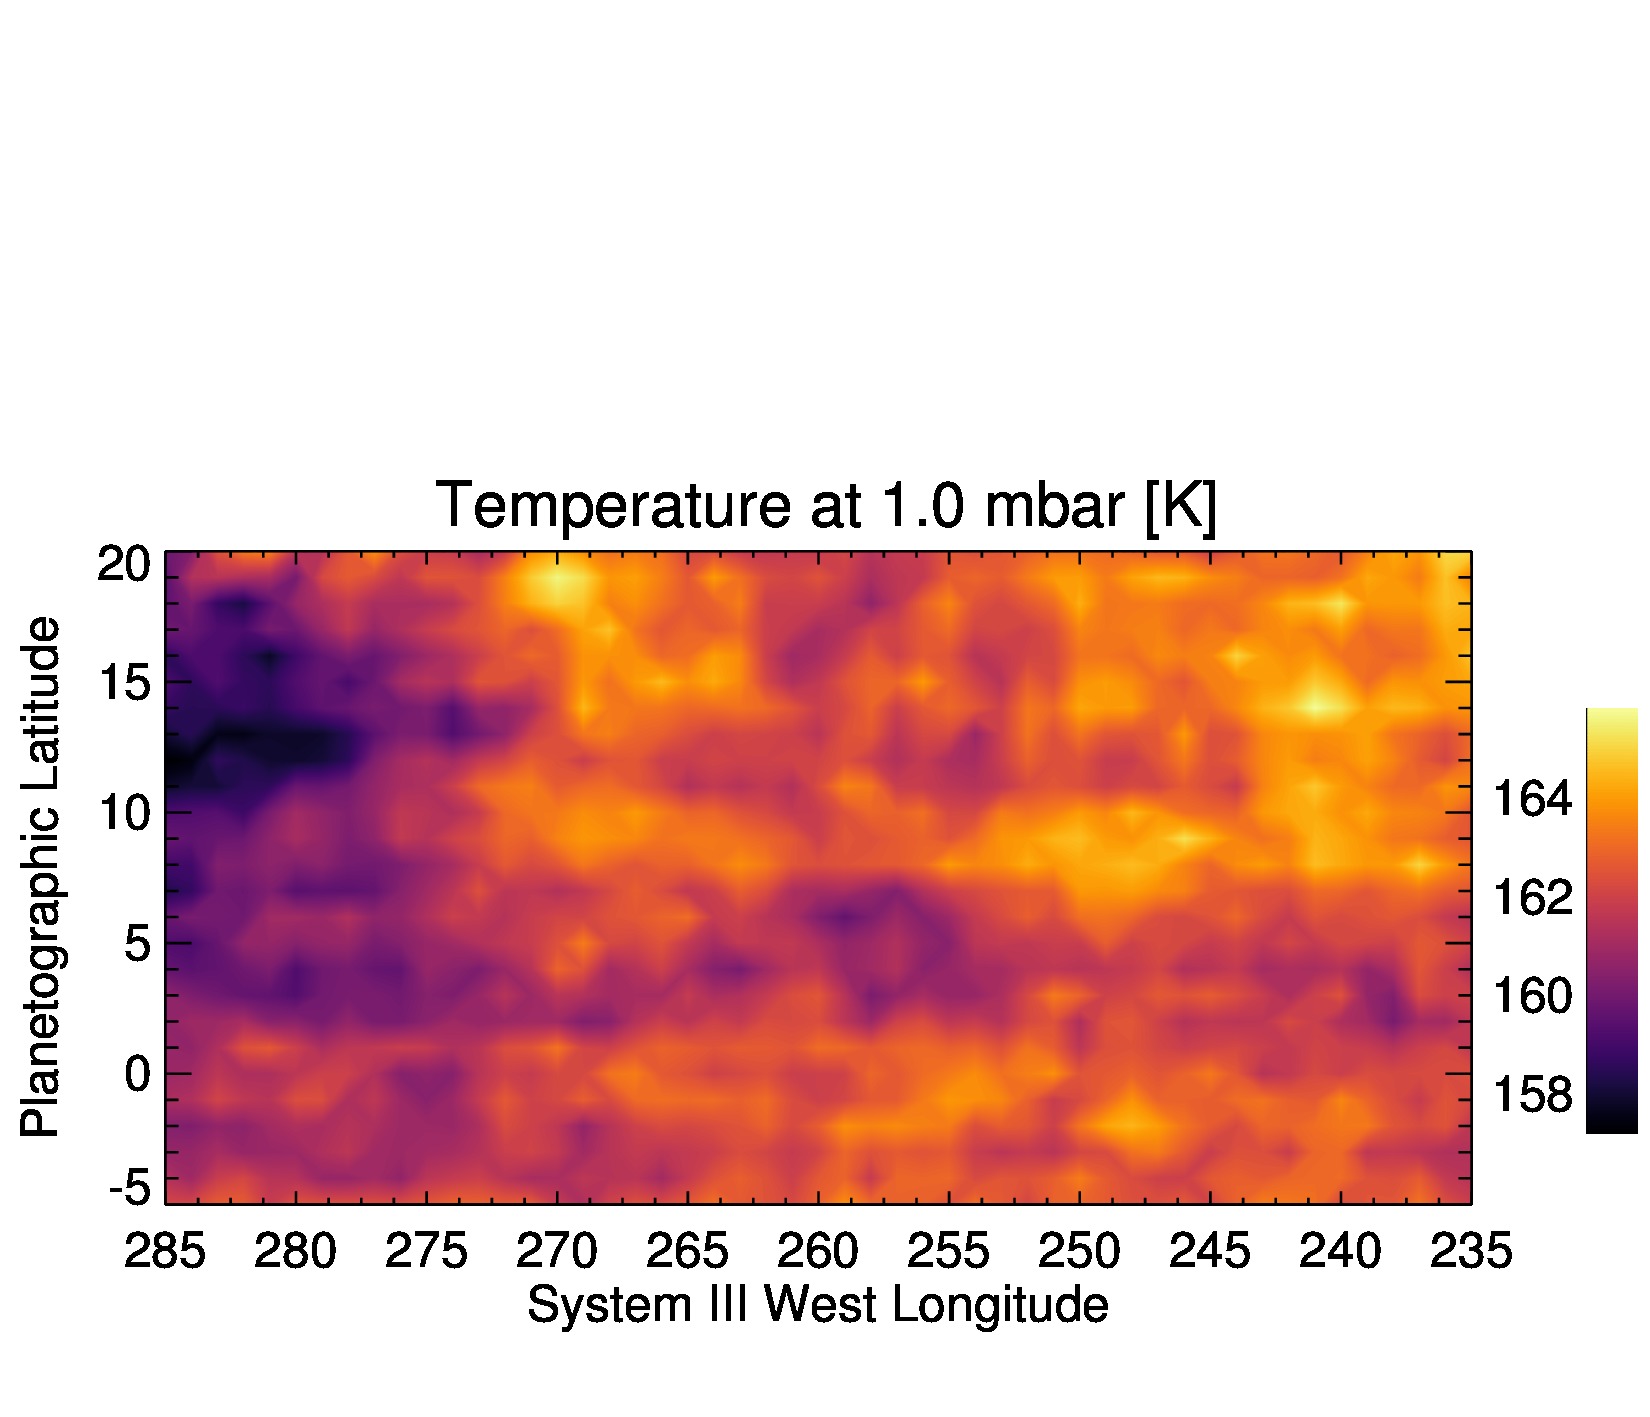 Temperature at 1.0 mbar [K]
20
15
10
5
0
-5
Planetographic Latitude
285 280 275 270 265 260 255 250 245 240 235
System III West Longitude
164
162
160
158